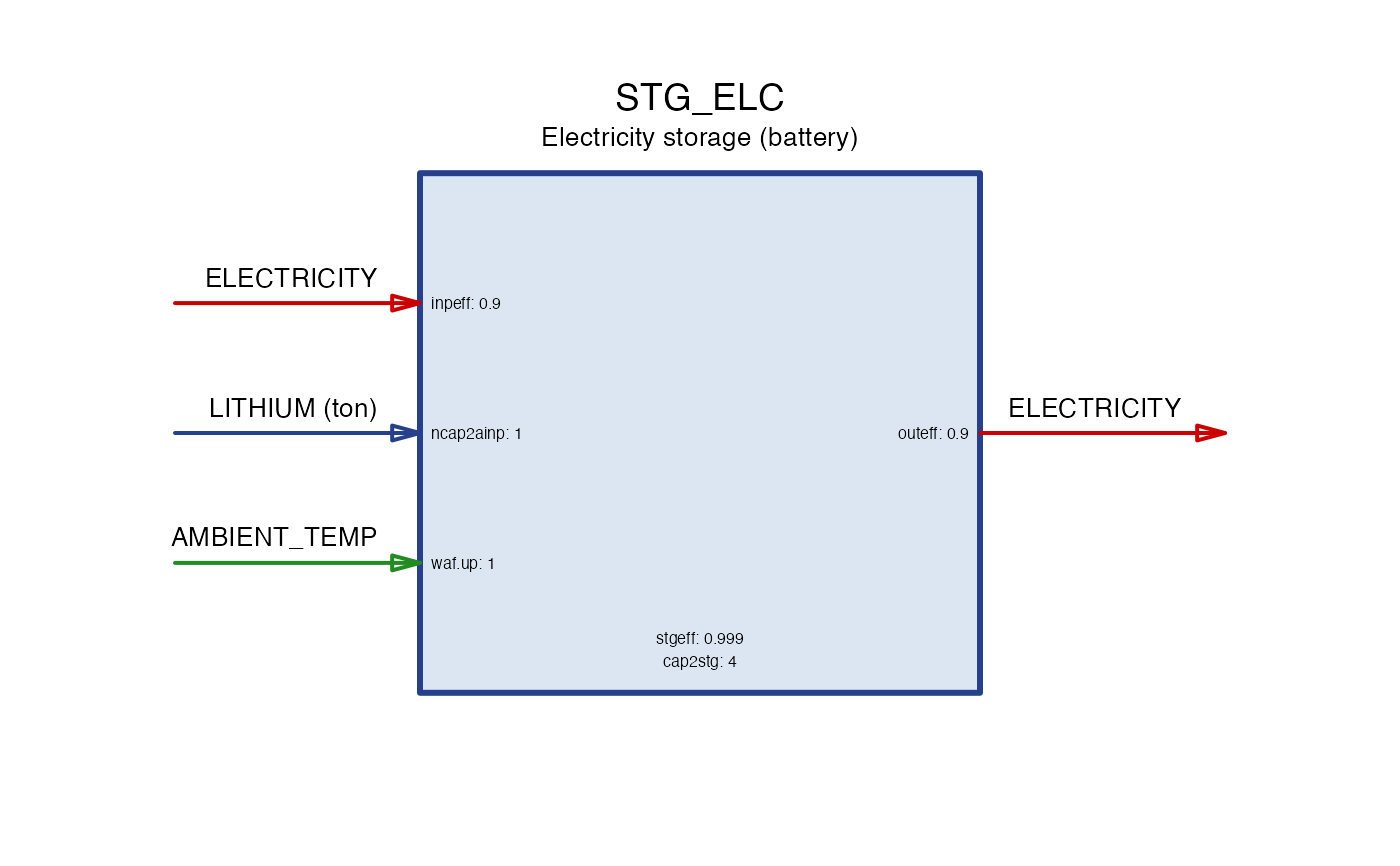 STG_ELC
Electricity storage (battery)
ELECTRICITY
inpeff: 0.9
LITHIUM (ton)
ncap2ainp: 1
ELECTRICITY
outeff: 0.9
AMBIENT_TEMP
waf.up: 1
stgeff: 0.999
cap2stg: 4